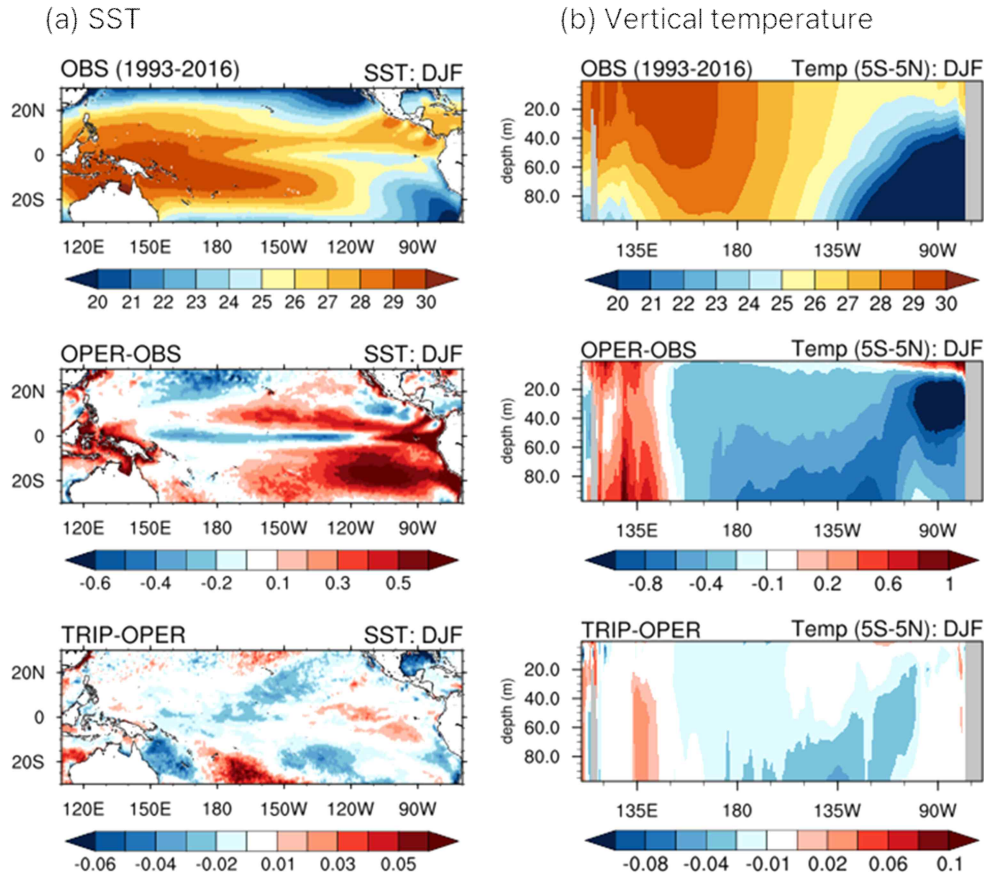 (a) SST
(b) Vertical temperature
OBS (1993-2016) SST: DJF
20N
0
20S
120E 150E 180 150W 120W 90W
20 21 22 23 24 25 26 27 28 29 30
OBS (1993-2016) Temp (5S-5N): DJF
depth (m)
20.0
40.0
60.0
80.0
135E 180 135W 90W
20 21 22 23 24 25 26 27 28 29 30
OPER-OBS SST: DJF
20N
0
20S
120E 150E 180 150W 120W 90W
-0.6 -0.4 -0.2 0.1 0.3 0.5
OPER-OBS Temp (5S-5N): DJF
depth (m)
20.0
40.0
60.0
80.0
135E 180 135W 90W
-0.8 -0.4 -0.1 0.2 0.6 1
TRIP-OPER SST: DJF
20N
0
20S
120E 150E 180 150W 120W 90W
-0.06 -0.04 -0.02 0.01 0.03 0.05
TRIP-OPER Temp (5S-5N): DJF
depth (m)
20.0
40.0
60.0
80.0
135E 180 135W 90W
-0.08 -0.04 -0.01 0.02 0.06 0.1